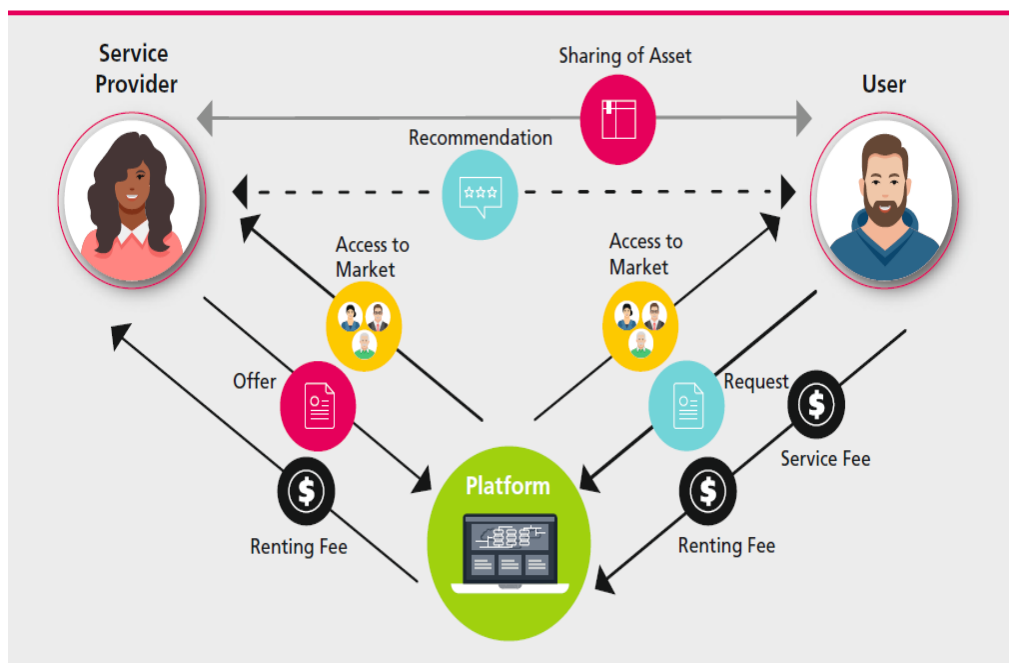 Service
Provider
Sharing of Asset
User
Recommendation
Access to
Market
Access to
Market
Offer
Request
Platform
Service Fee
Renting Fee
Renting Fee